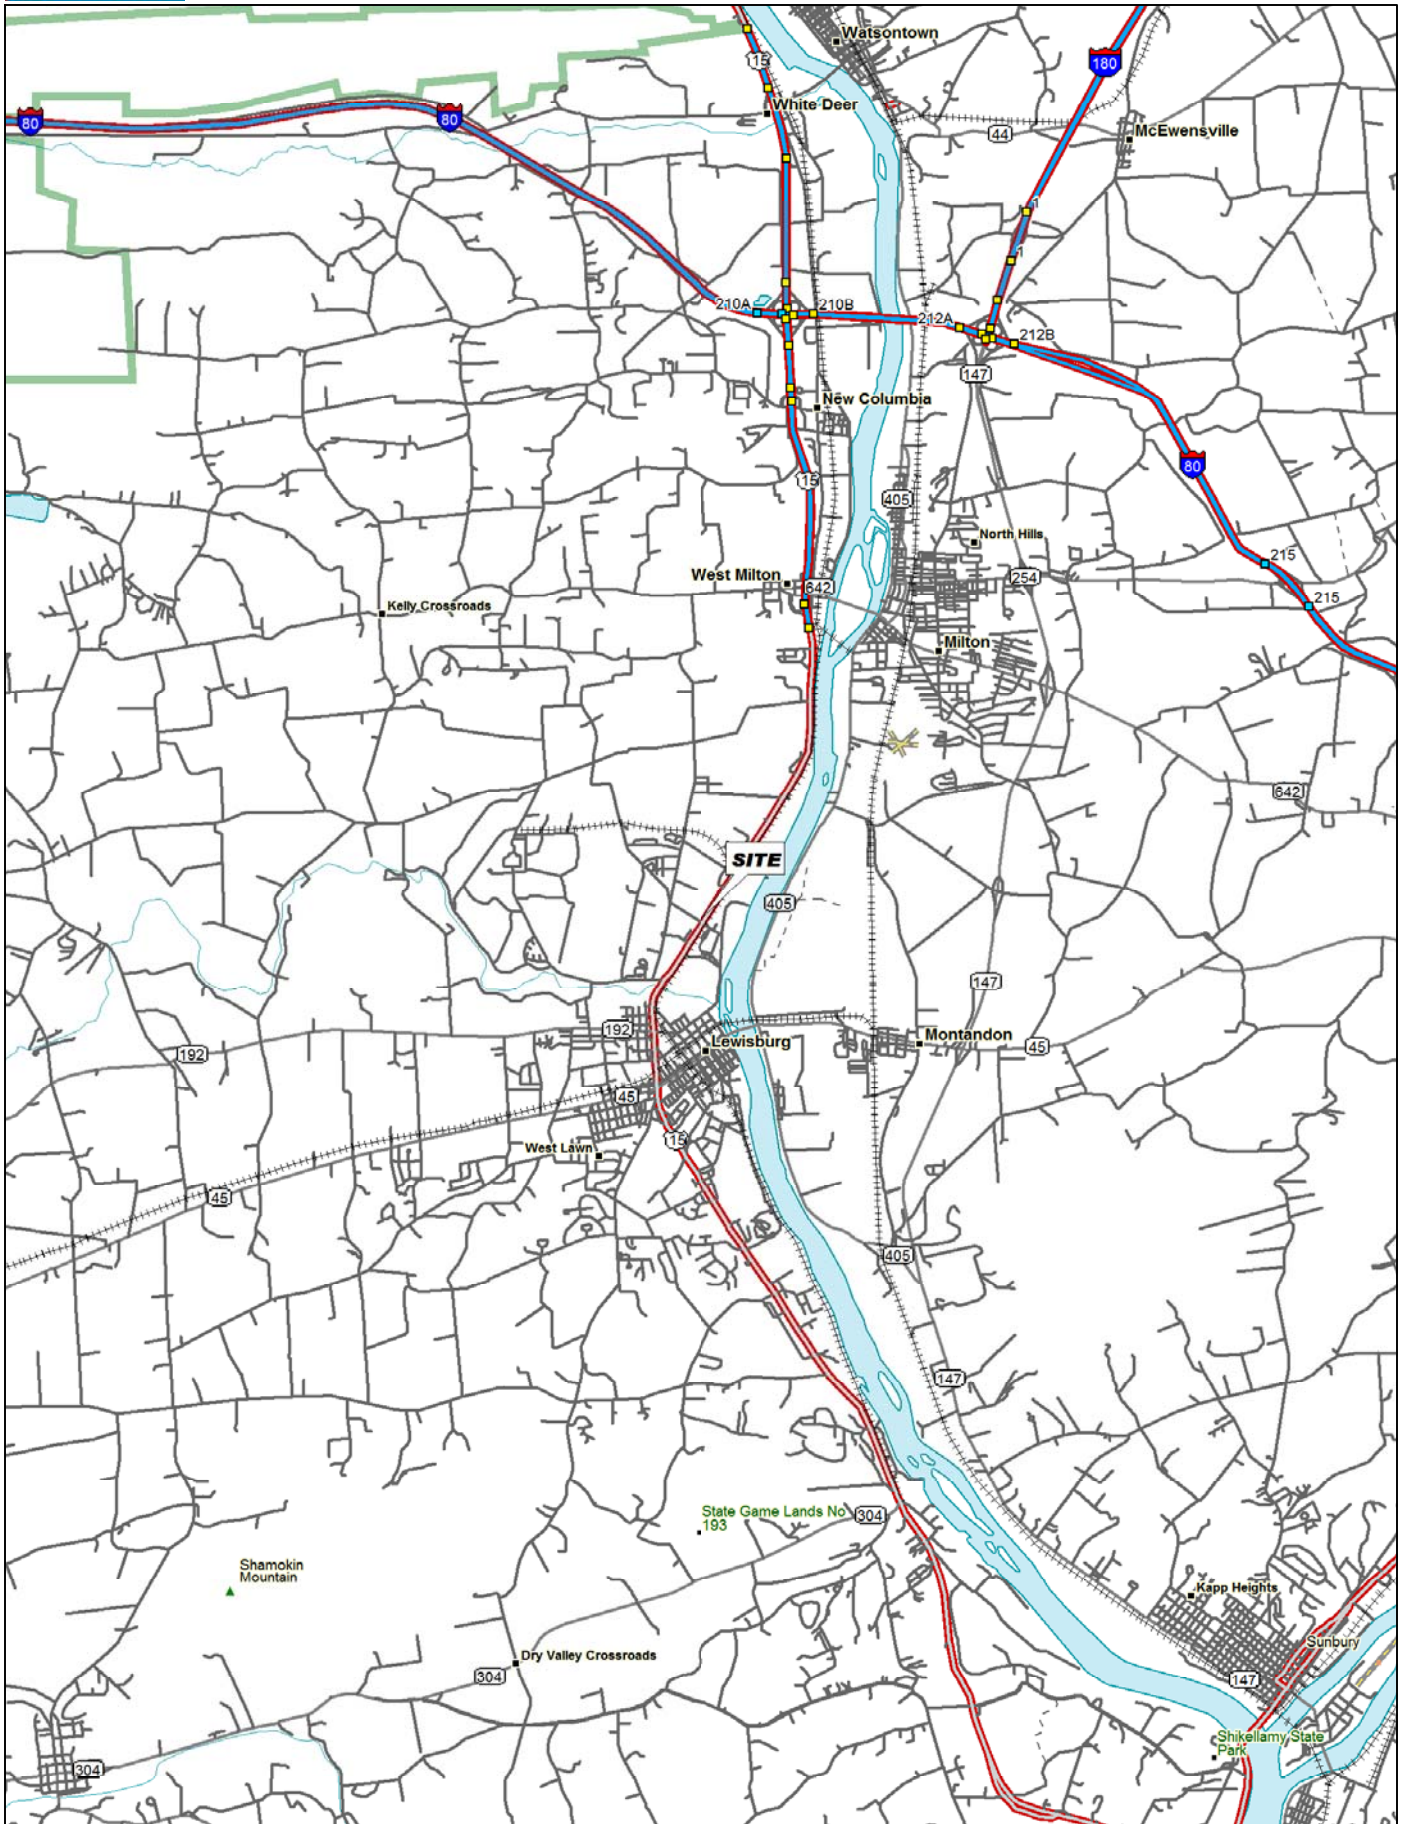 Watsontown
15
180
White Deer
80
80
44
McEwensville
1
1
210A
210B
212A
212B
147
New Columbia
80
15
405
North Hills
215
West Milton
642
254
215
Kelly Crossroads
Milton
642
SITE
405
147
192
Montandon
45
192
Lewisburg
45
15
West Lawn
45
405
147
State Game Lands No
193
304
Shamokin
Mountain
Kapp Heights
Sunbury
Dry Valley Crossroads
304
147
Shikellamy State
Park
304